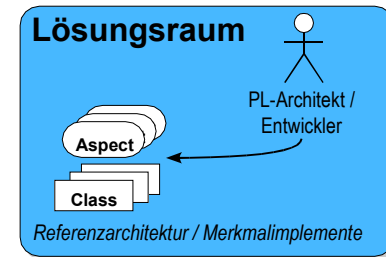 Lösungsraum
PL-Architekt /
Entwickler
Aspect
Class
Referenzarchitektur / Merkmalimplemente